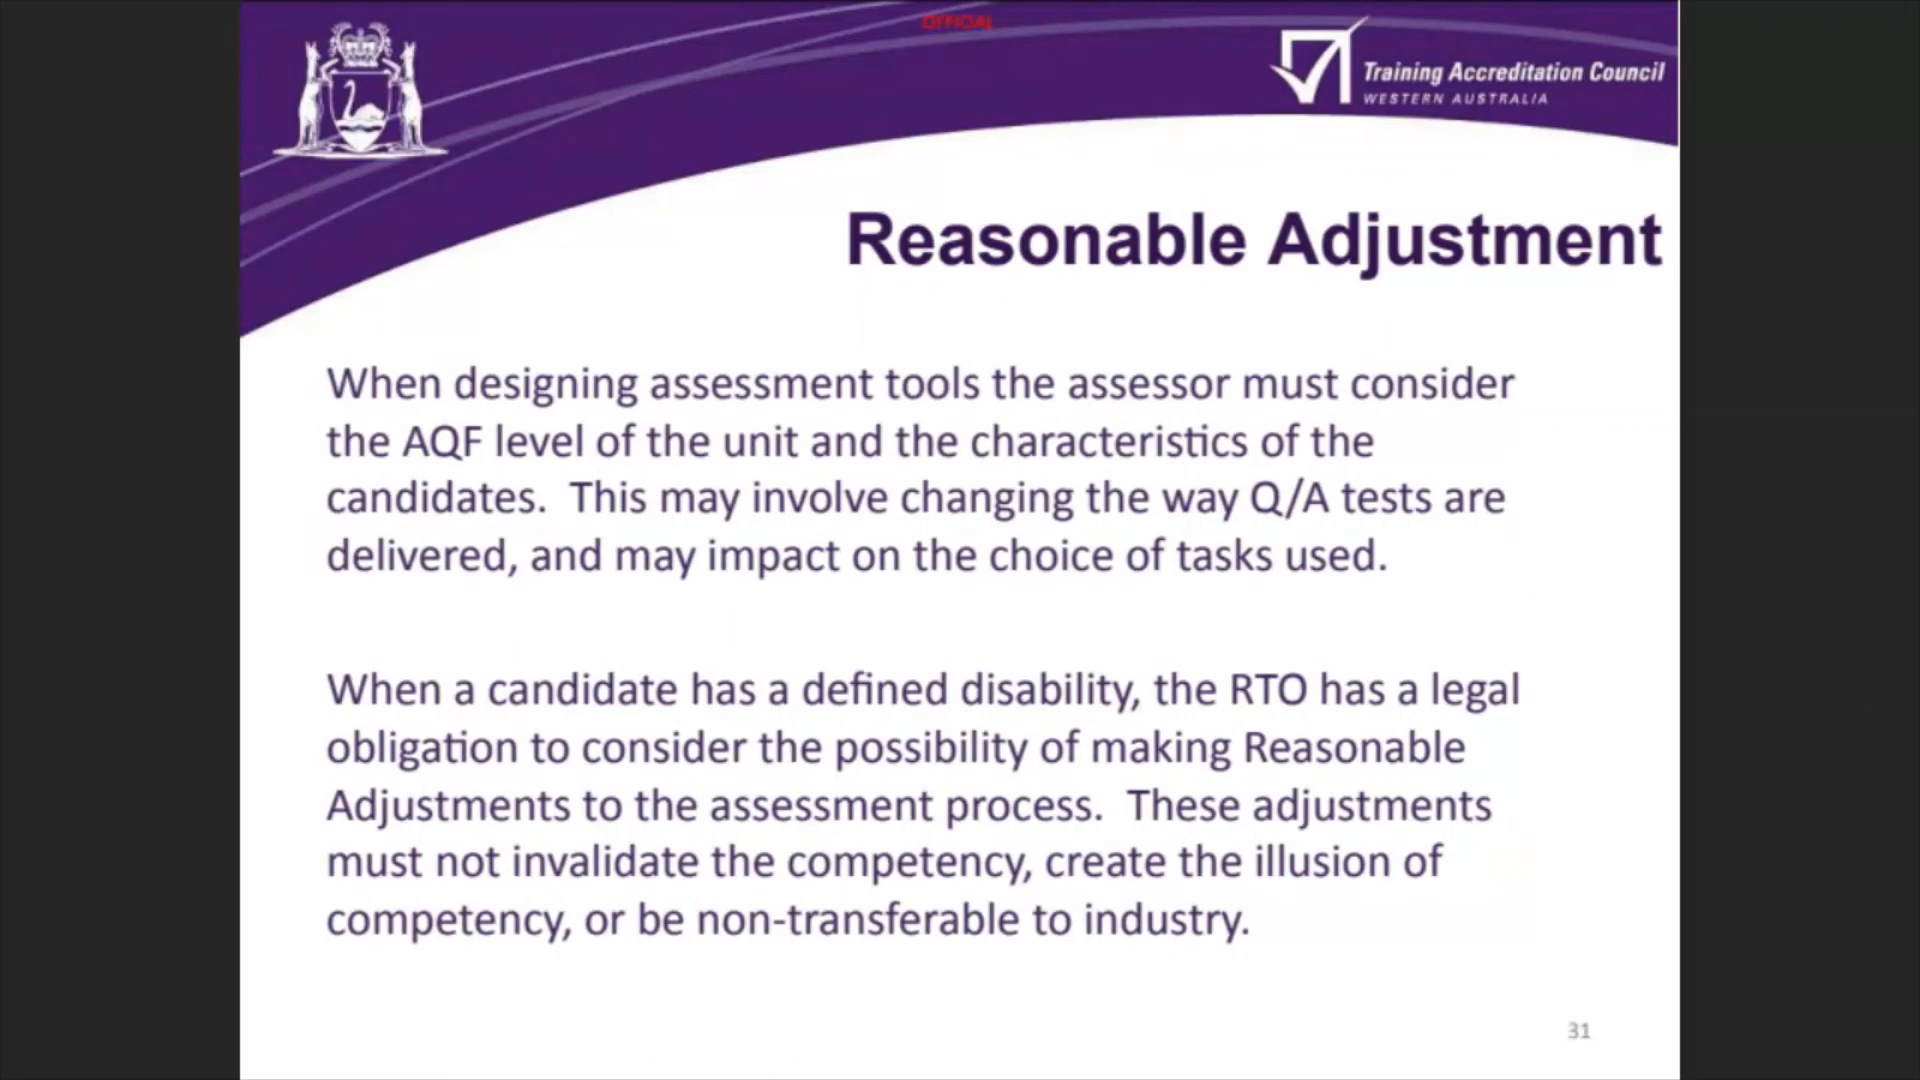 OFFICIAL
Training Accreditation Council
WESTERN AUSTRALIA
Reasonable Adjustment
When designing assessment tools the assessor must consider
the AQF level of the unit and the characteristics of the
candidates.  This may involve changing the way Q/A tests are
delivered, and may impact on the choice of tasks used.
When a candidate has a defined disability, the RTO has a legal
obligation to consider the possibility of making Reasonable
Adjustments to the assessment process.  These adjustments
must not invalidate the competency, create the illusion of
competency, or be non-transferable to industry.
31